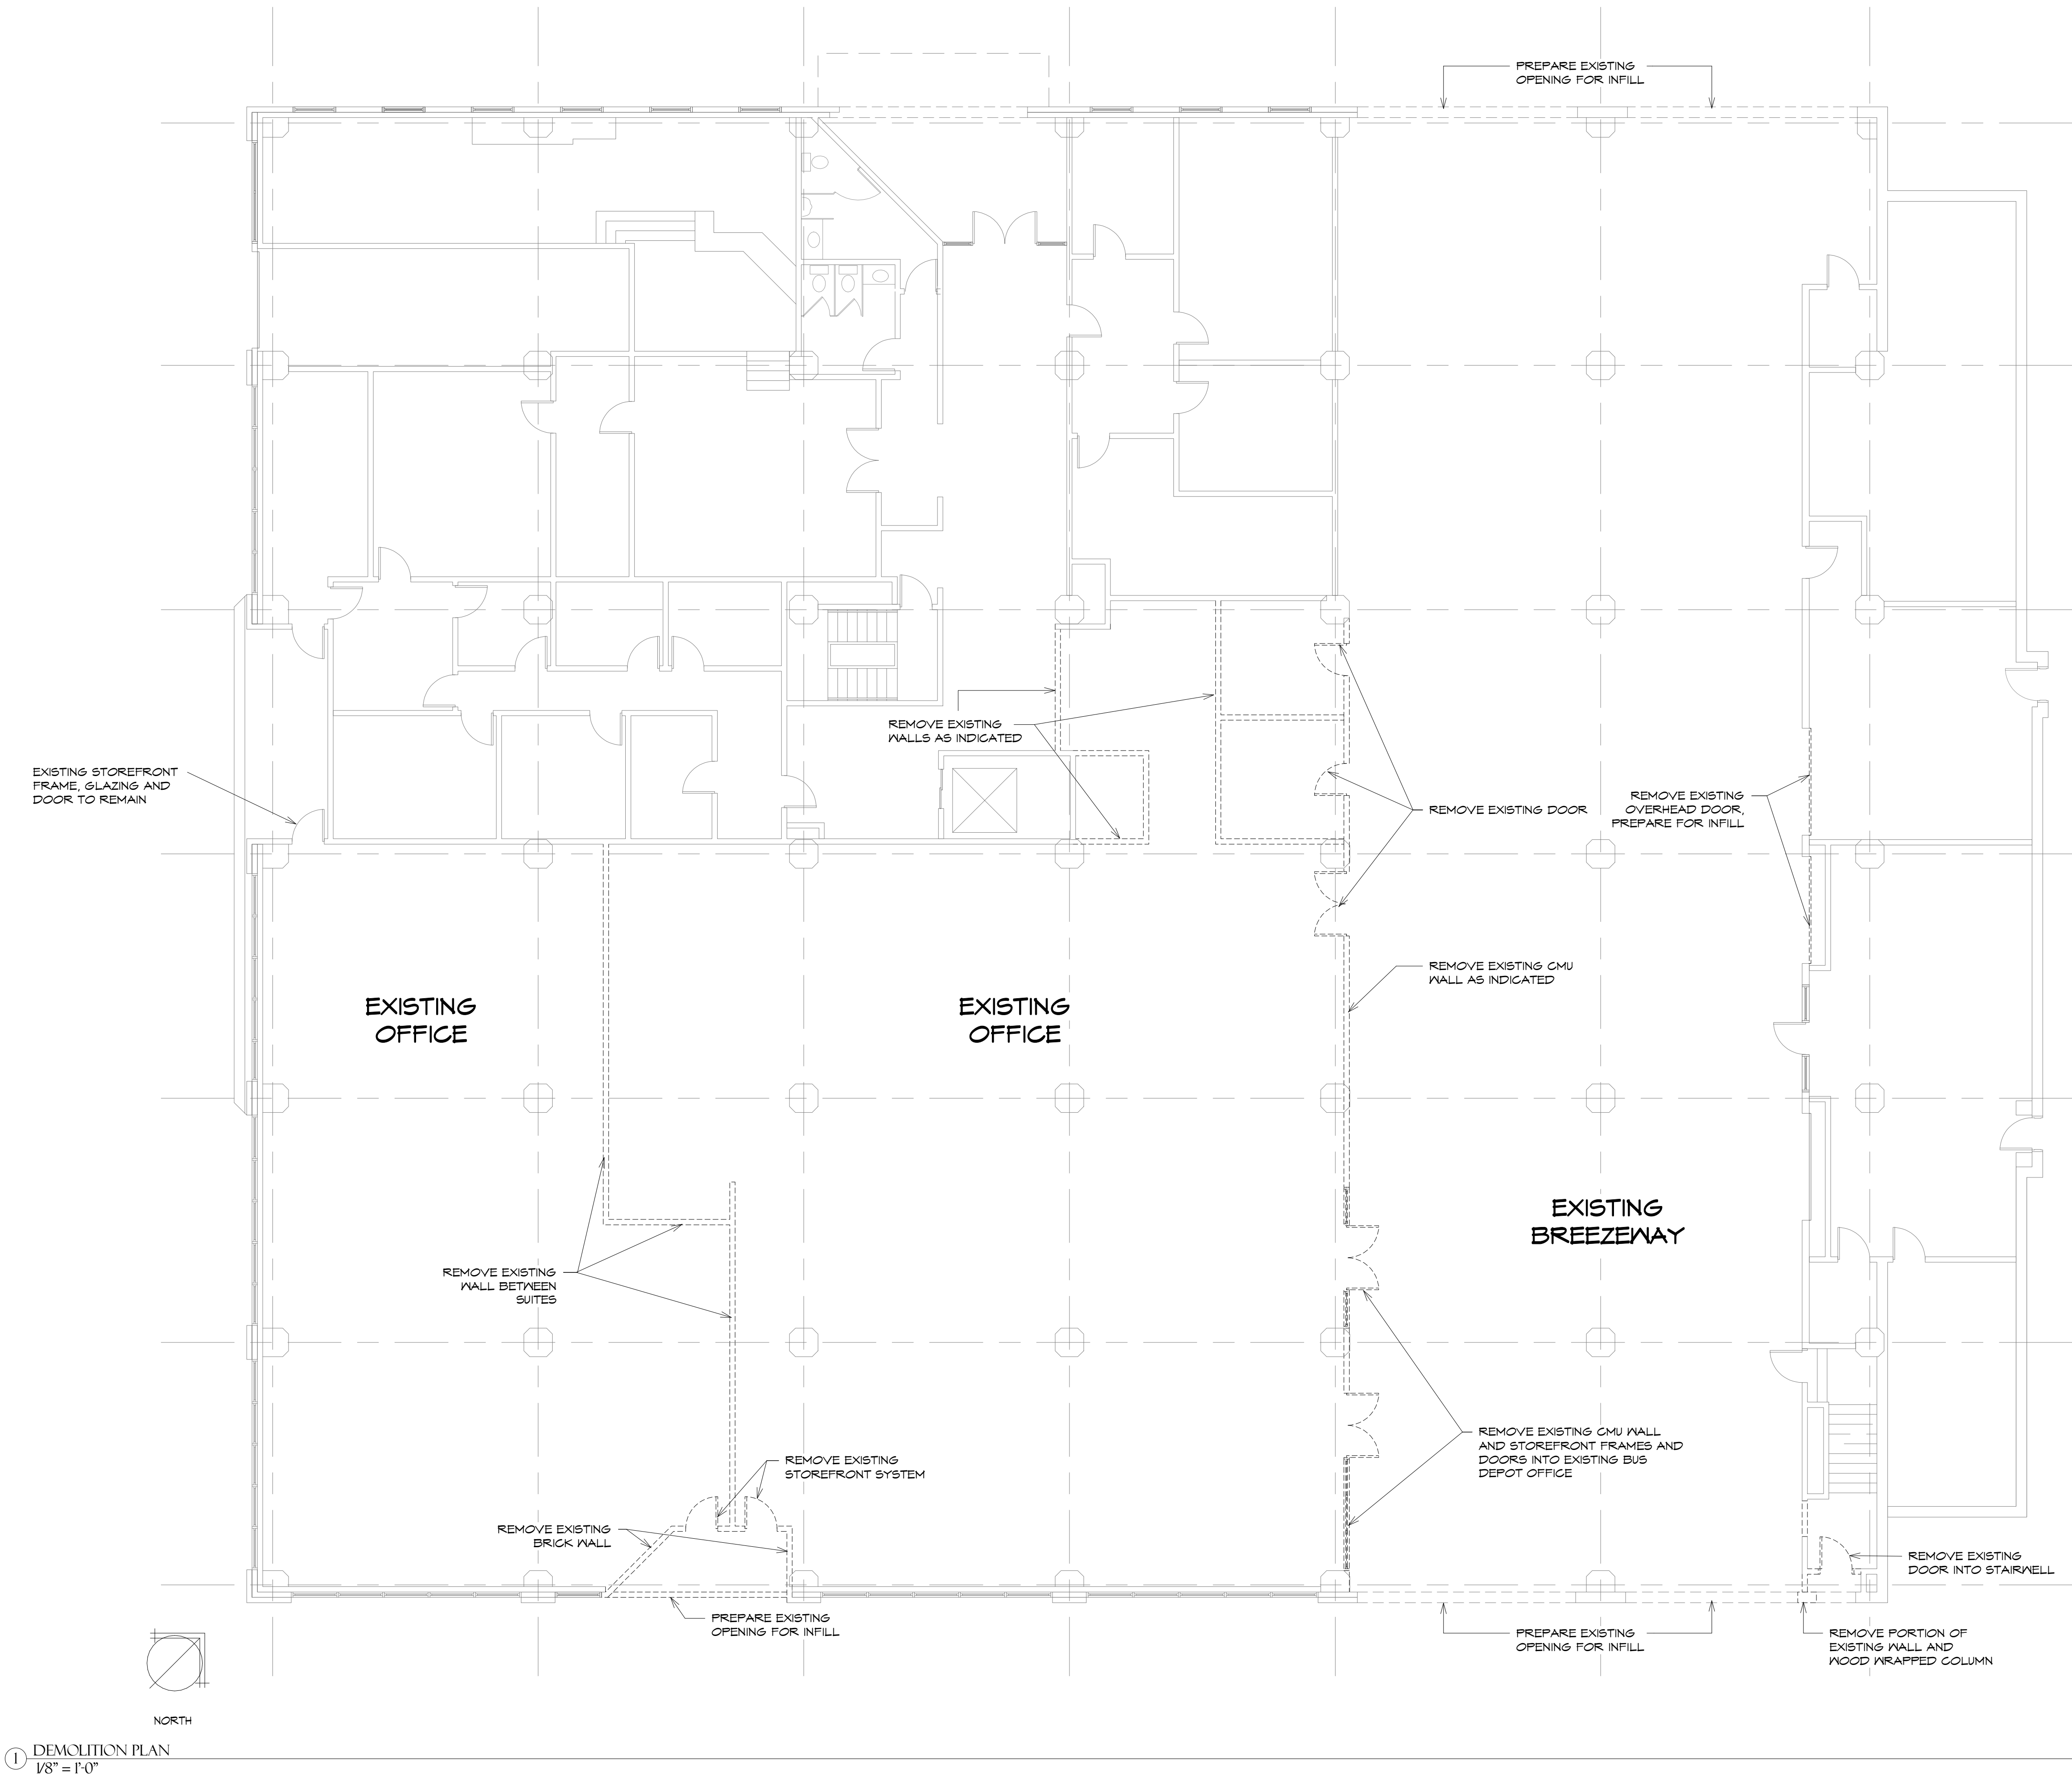 PREPARE EXISTING
OPENING FOR INFILL
REMOVE EXISTING
WALLS AS INDICATED
EXISTING STOREFRONT
FRAME, GLAZING AND
DOOR TO REMAIN
REMOVE EXISTING DOOR
REMOVE EXISTING
OVERHEAD DOOR,
PREPARE FOR INFILL
REMOVE EXISTING CMU
WALL AS INDICATED
EXISTING
OFFICE
EXISTING
OFFICE
EXISTING
BREEZEWAY
REMOVE EXISTING
WALL BETWEEN
SUITES
REMOVE EXISTING
STOREFRONT SYSTEM
REMOVE EXISTING CMU WALL
AND STOREFRONT FRAMES AND
DOORS INTO EXISTING BUS
DEPOT OFFICE
REMOVE EXISTING
BRICK WALL
REMOVE EXISTING
DOOR INTO STAIRWELL
PREPARE EXISTING
OPENING FOR INFILL
PREPARE EXISTING
OPENING FOR INFILL
REMOVE PORTION OF
EXISTING WALL AND
WOOD WRAPPED COLUMN
NORTH
1 DEMOLITION PLAN
1/8" = 1'-0"